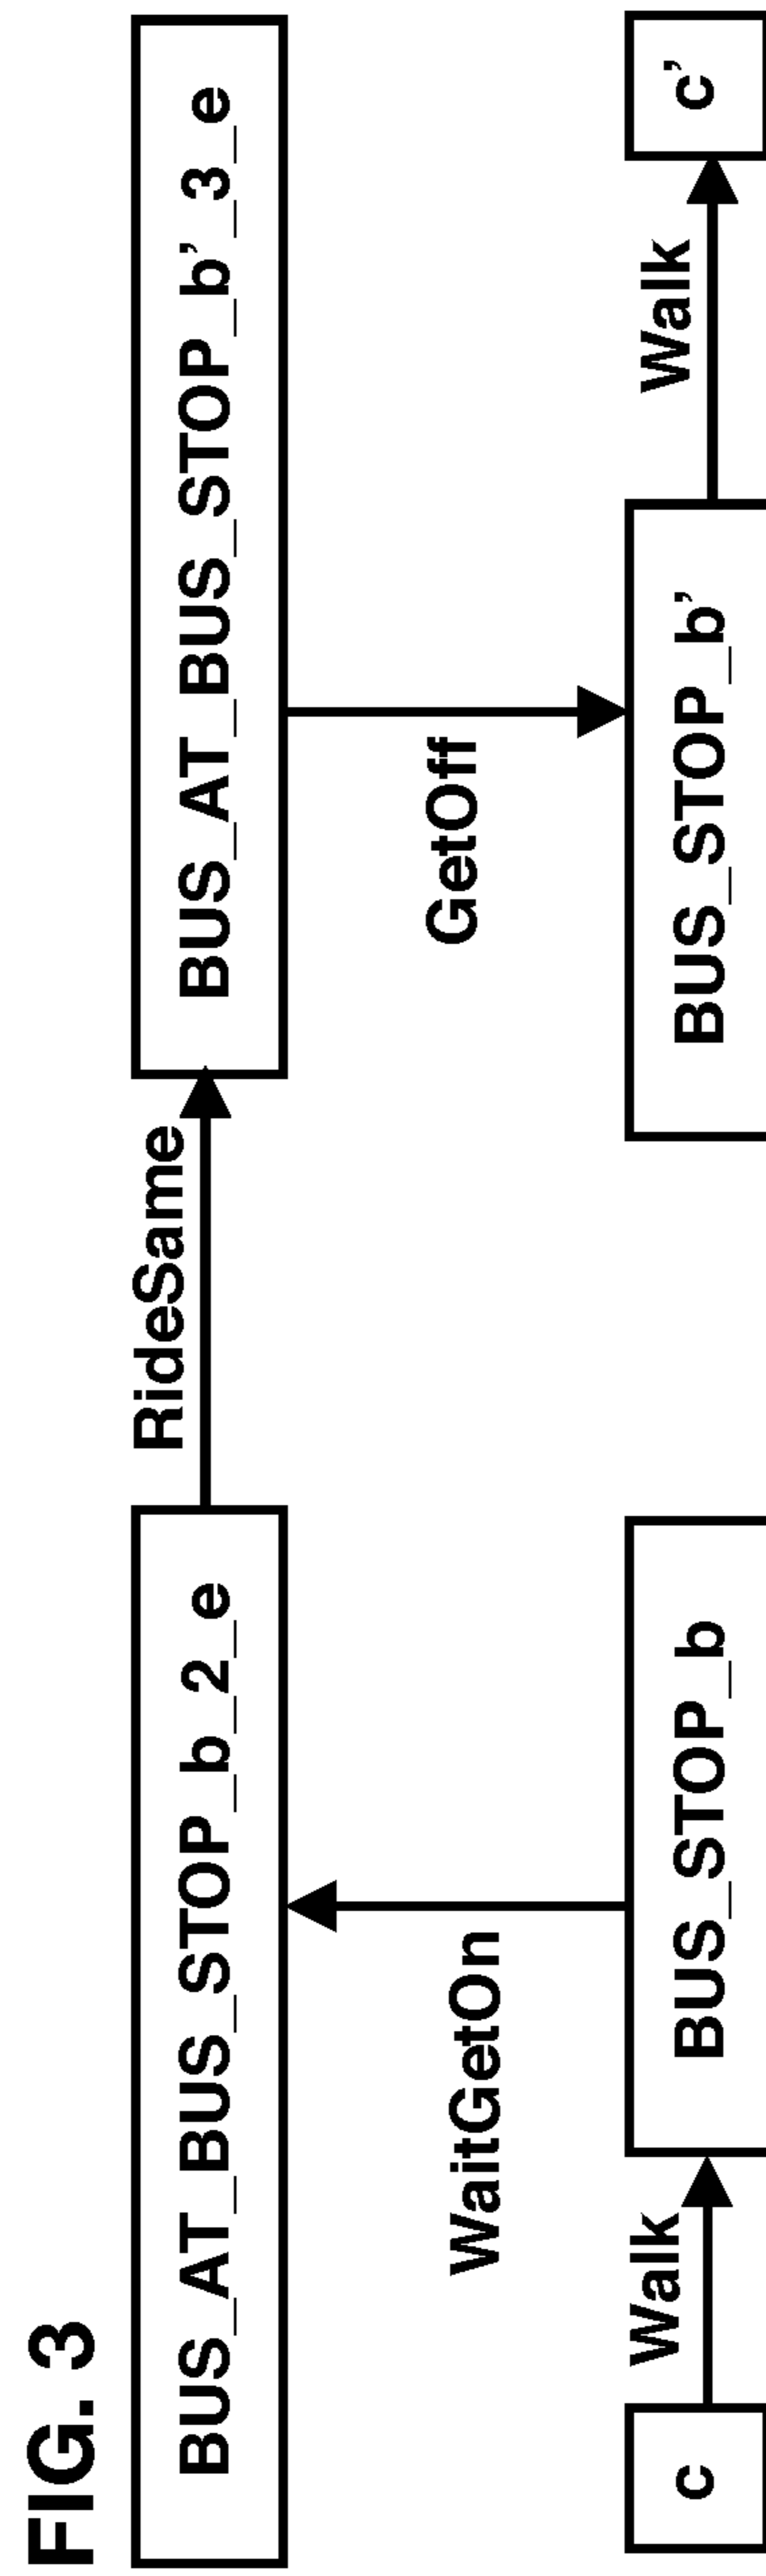 FIG. 3
BUS_AT_BUS_STOP_b_2_e
RideSame
BUS_AT_BUS_STOP_b’_3_e
WaitGetOn
GetOff
c
Walk
BUS_STOP_b
BUS_STOP_b’
Walk
c’